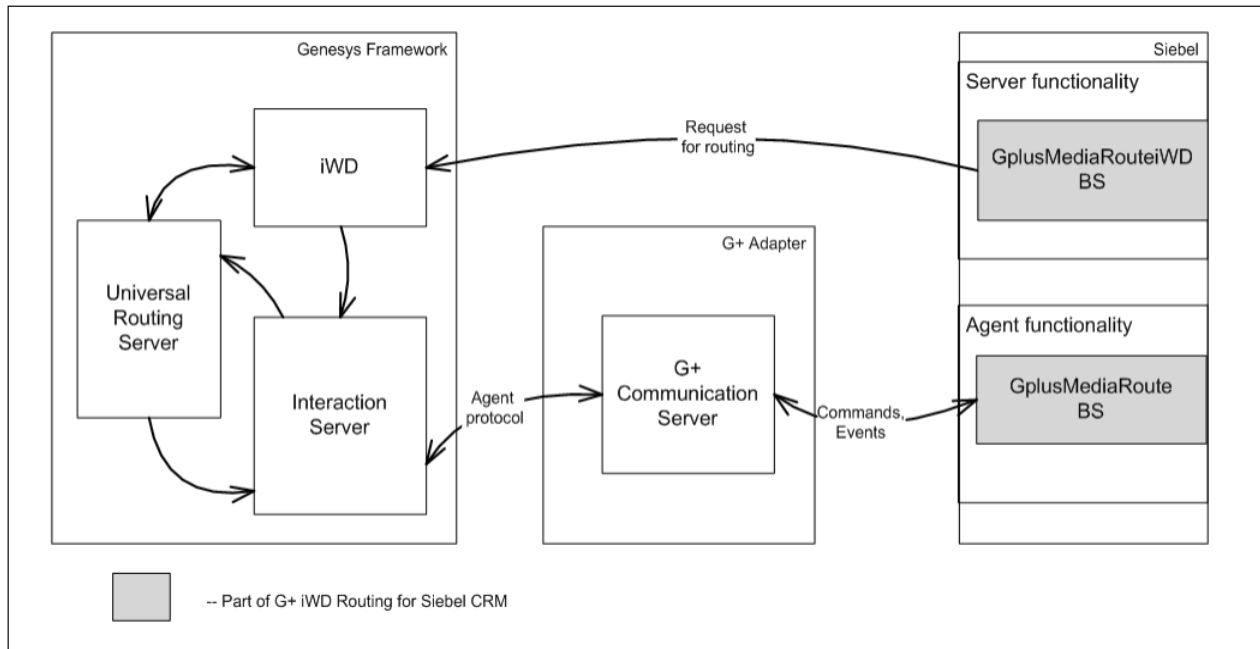 Genesys Framework
iWD
Universal
Routing
Server
Interaction
Server
Request
for routing
Agent
protocol
G+ Adapter
G+
Communication
Server
Commands,
Events
Siebel
Server functionality
GplusMediaRouteiWD
BS
Agent functionality
GplusMediaRoute
BS
-- Part of G+ iWD Routing for Siebel CRM